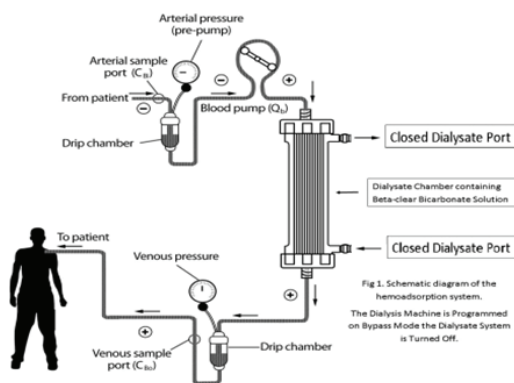 Arterial pressure
(pre-pump)
Arterial sample
port (CBi)
From patient
Blood pump (Qb)
Drip chamber
Closed Dialysate Port
Dialysate Chamber containing
Beta-clear Bicarbonate Solution
Closed Dialysate Port
To patient
Venous pressure
Fig 1. Schematic diagram of the
hemoadsorption system.
The Dialysis Machine is Programmed
on Bypass Mode the Dialysate System
is Turned Off.
Drip chamber
Venous sample
port (CBo)